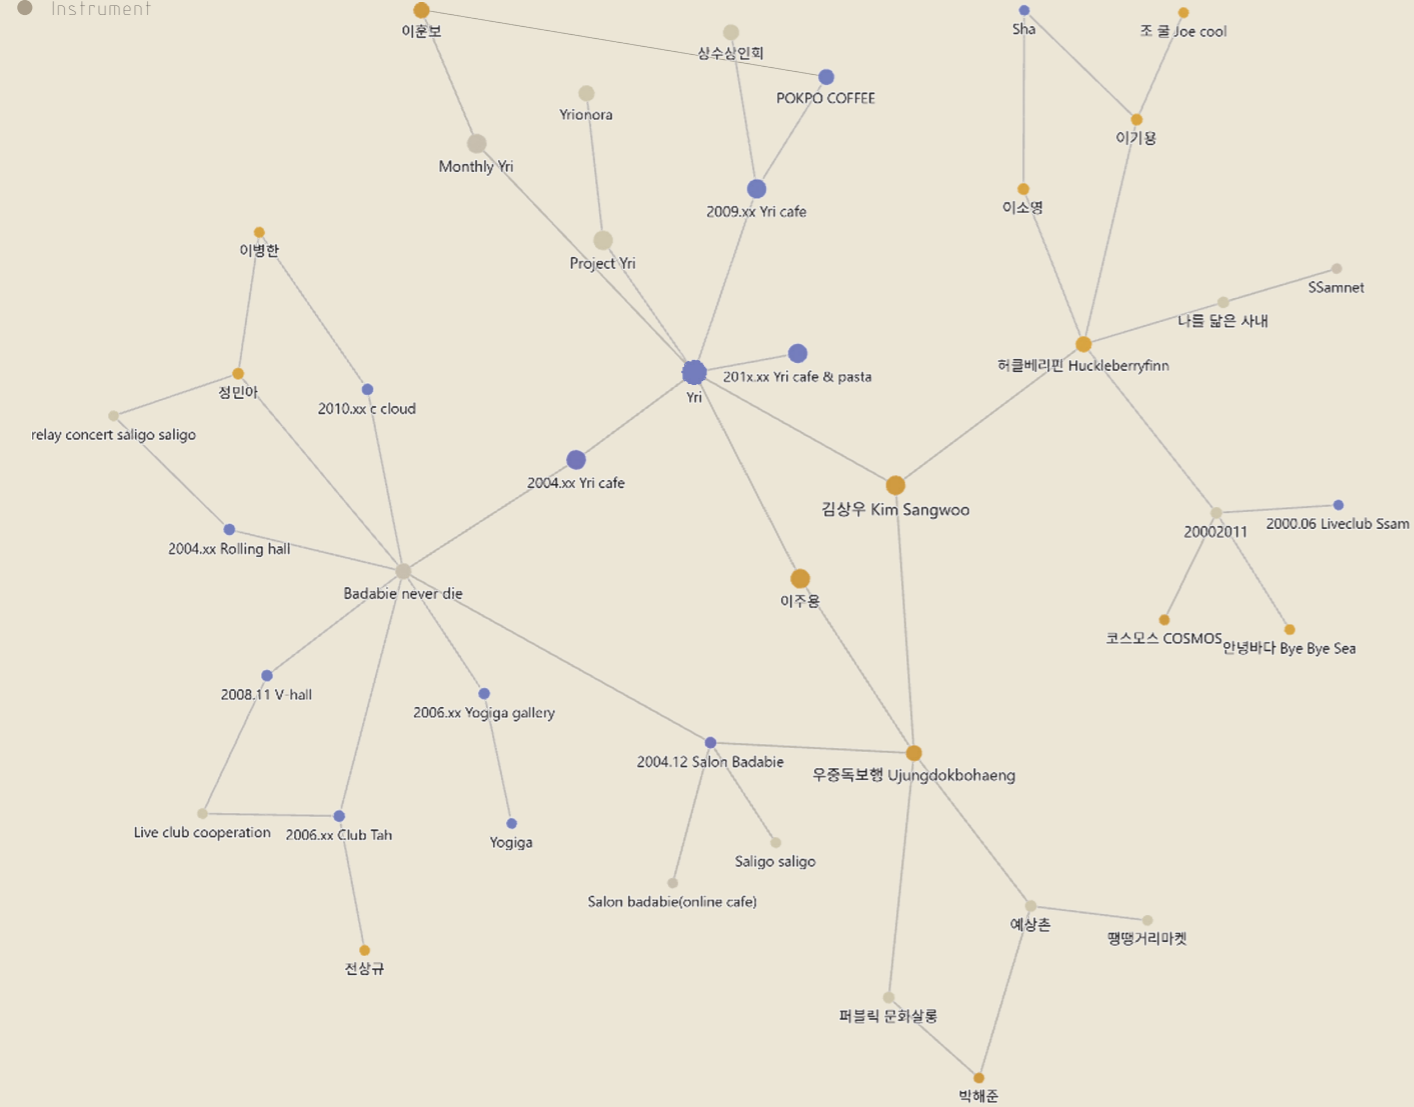 Instrument
이훈보
Sha
조 쿨 Joe cool
상수상인회
POKPO COFFEE
Yrionora
이기용
Monthly Yri
2009.xx Yri cafe
이소영
이병한
Project Yri
SSamnet
나를 닮은 사내
허클베리핀 Huckleberryfinn
201x.xx Yri cafe & pasta
정민아
Yri
2010.xx c cloud
relay concert saligo saligo
2004.xx Yri cafe
김상우 Kim Sangwoo
20002011
2000.06 Liveclub Ssam
2004.xx Rolling hall
Badabie never die
이주용
코스모스 COSMOS
안녕바다 Bye Bye Sea
2008.11 V-hall
2006.xx Yogiga gallery
2004.12 Salon Badabie
우중독보행 Ujungdokbohaeng
Live club cooperation
2006.xx Club Tah
Yogiga
Saligo saligo
Salon badabie(online cafe)
예상촌
땡땡거리마켓
전상규
퍼블릭 문화살롱
박해준